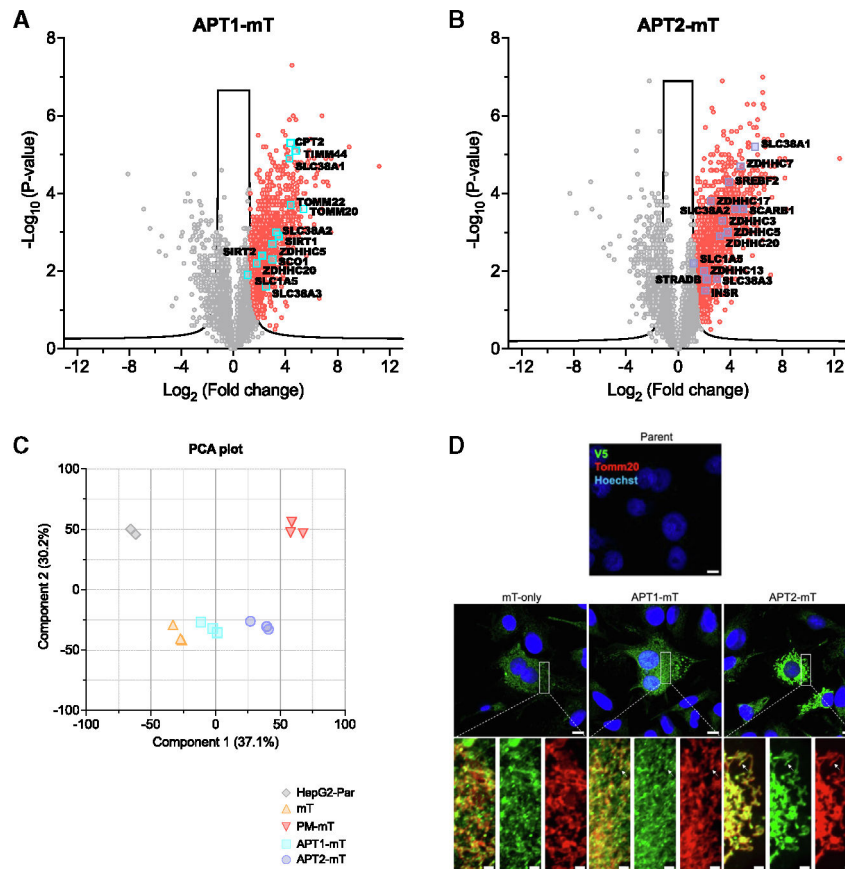 A
APT1-mT
8
6
4
2
0
-Log10 (P-value)
CPT2
TIMM44
SLC38A1
TOMM22
TOMM20
SLC38A2
SIRT1
SIRT2
ZDHHC5
SCO1
ZDHHC20
SLC1A5
SLC38A3
-12 -8 -4 0 4 8 12
Log2 (Fold change)
B
APT2-mT
8
6
4
2
0
-Log10 (P-value)
SLC38A1
ZDHHC7
SREBF2
ZDHHC17
SLC38A2 SCARB1
ZDHHC3
ZDHHC5
ZDHHC20
SLC1A5
ZDHHC13
STRADB SLC38A3
INSR
-12 -8 -4 0 4 8 12
Log2 (Fold change)
C
PCA plot
100
50
0
-50
-100
Component 2 (30.2%)
-100 -50 0 50 100
Component 1 (37.1%)
HepG2-Par
mT
PM-mT
APT1-mT
APT2-mT
D
Parent
V5
Tomm20
Hoechst
mT-only APT1-mT APT2-mT